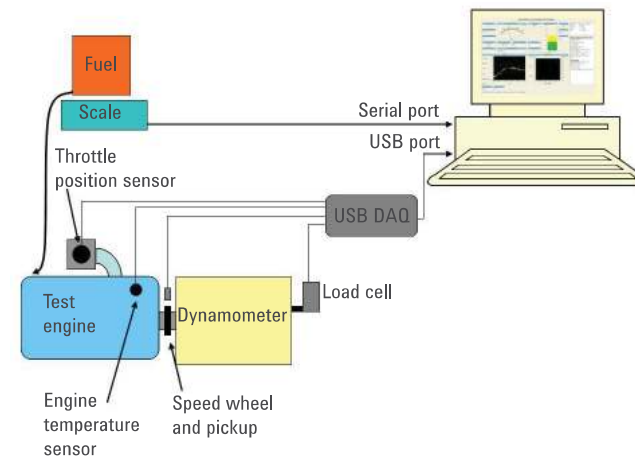 Fuel
Scale
Serial port
USB port
Throttle
position sensor
USB DAQ
Load cell
Test
engine
Dynamometer
Engine
temperature
sensor
Speed wheel
and pickup